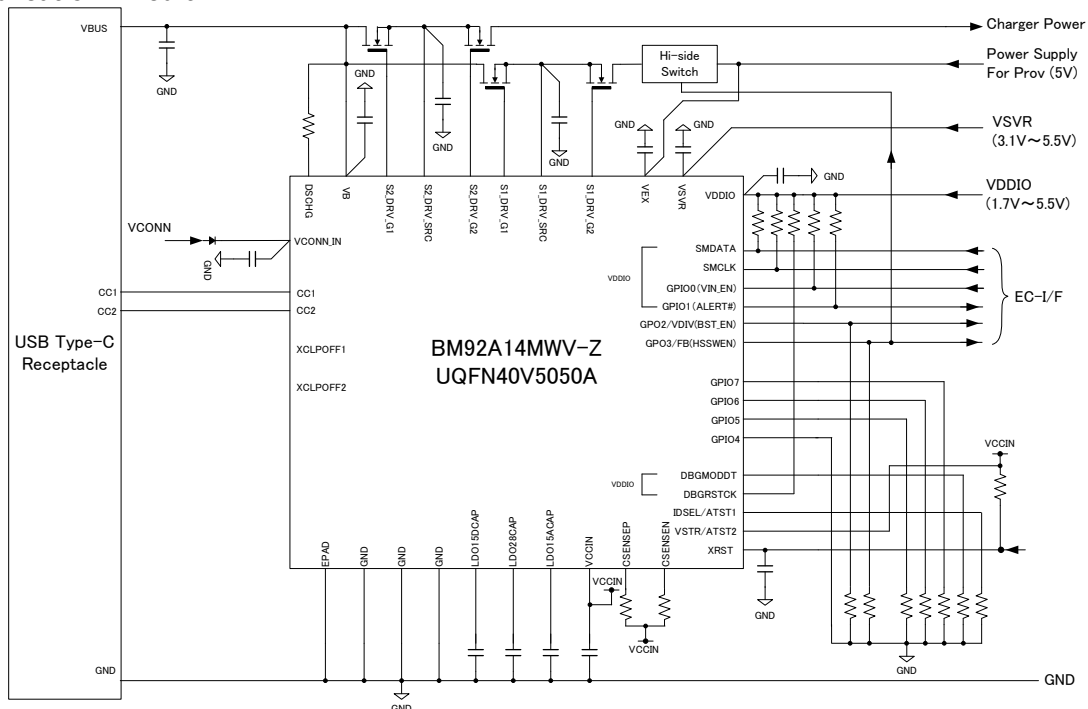 VBUS
Charger Power
Hi-side
Switch
Power Supply
For Prov (5V)
GND
GND
GND
GND
GND
GND
VSVR
(3.1V～5.5V)
GND
VDDIO
(1.7V～5.5V)
DSCHG
VB
S2_DRV_G1
S2_DRV_SRC
S2_DRV_G2
S1_DRV_G1
S1_DRV_SRC
S1_DRV_G2
VEX
VSVR
VDDIO
VCONN
VCONN_IN
GND
SMDATA
SMCLK
VDDIO
GPIO0(VIN_EN)
GPIO1(ALERT#)
GPO2/VDIV(BST_EN)
GPO3/FB(HSSWEN)
EC-I/F
CC1
CC1
CC2
CC2
USB Type-C
Receptacle
XCLPOFF1
XCLPOFF2
BM92A14MWV-Z
UQFN40V5050A
GPIO7
GPIO6
GPIO5
GPIO4
VCCIN
DBGMODDT
VDDIO
DBGRSTCK
IDSEL/ATST1
VSTR/ATST2
XRST
EPAD
GND
GND
GND
LDO15DCAP
LDO28CAP
LDO15ACAP
VCCIN
CSENSEP
CSENSEN
VCCIN
VCCIN
GND
GND
GND
GND
GND